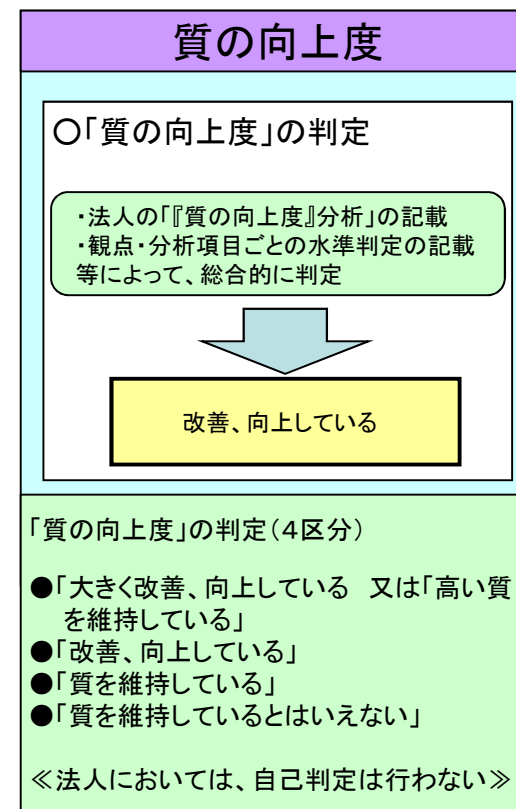 質の向上度
○「質の向上度」の判定
・法人の「『質の向上度』分析」の記載
・観点・分析項目ごとの水準判定の記載
等によって、総合的に判定
改善、向上している
「質の向上度」の判定(4区分)
●「大きく改善、向上している　又は「高い質
を維持している」
●「改善、向上している」
●「質を維持している」
●「質を維持しているとはいえない」
≪法人においては、自己判定は行わない≫